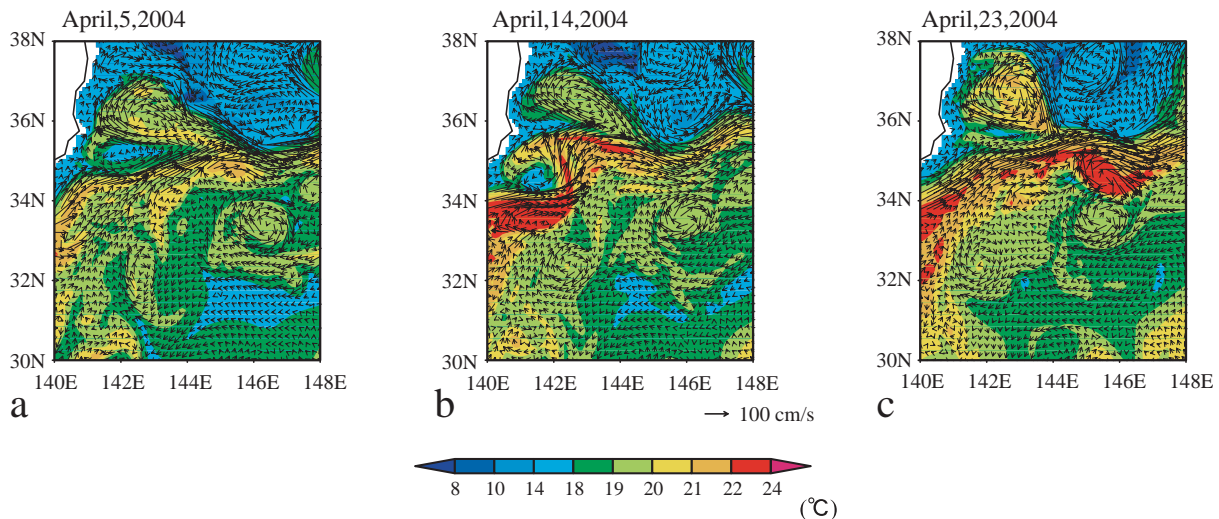 April,5,2004
April,14,2004
April,23,2004
38N
36N
34N
32N
30N
140E 142E 144E 146E 148E
a
38N
36N
34N
32N
30N
140E 142E 144E 146E 148E
b
→ 100 cm/s
38N
36N
34N
32N
30N
140E 142E 144E 146E 148E
c
8 10 14 18 19 20 21 22 24
(℃)